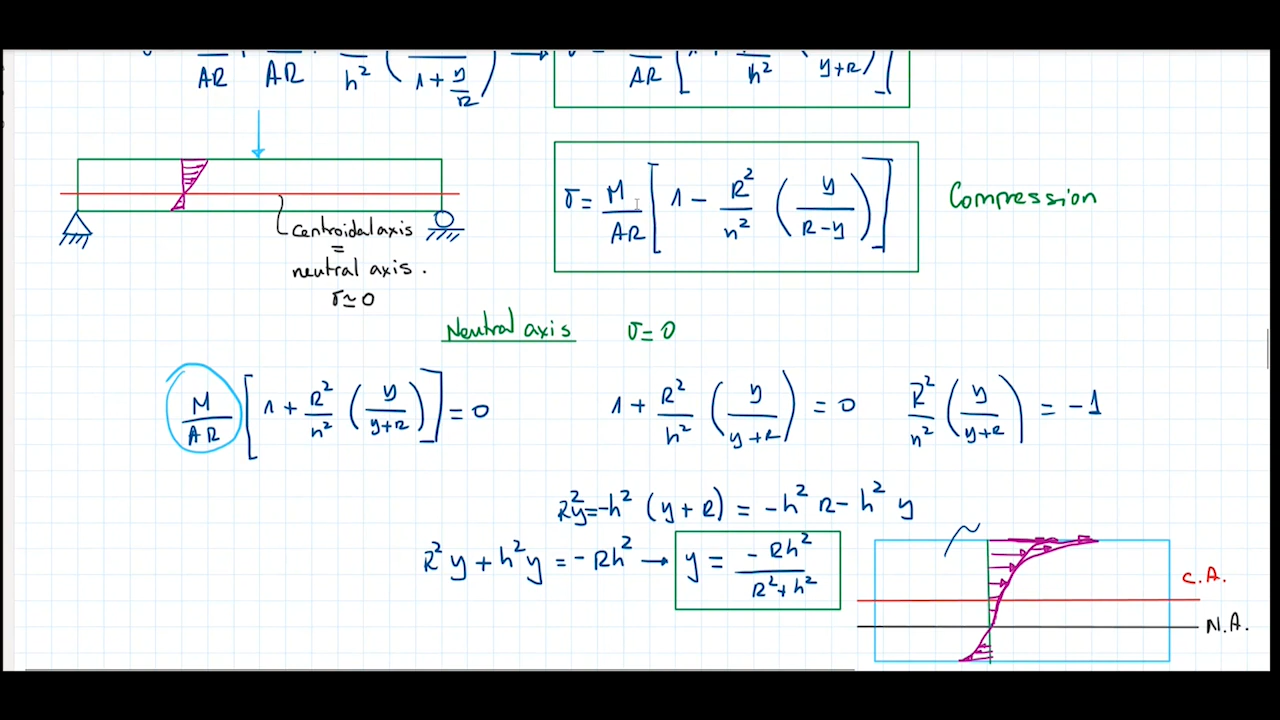 AR AR h² ( 1 + y/R ) → AR [ h² ( y+R ) ]
σ = M/AR [ 1 - R²/h² ( y/(R-y) ) ] Compression
Centroidal axis
=
neutral axis.
σ ≃ 0
Neutral axis σ = 0
M/AR [ 1 + R²/h² ( y/(y+R) ) ] = 0 1 + R²/h² ( y/(y+R) ) = 0 R²/h² ( y/(y+R) ) = -1
R²y = -h² (y+R) = -h² R - h² y
R² y + h² y = -Rh² → y = -Rh²/(R²+h²)
C.A.
N.A.